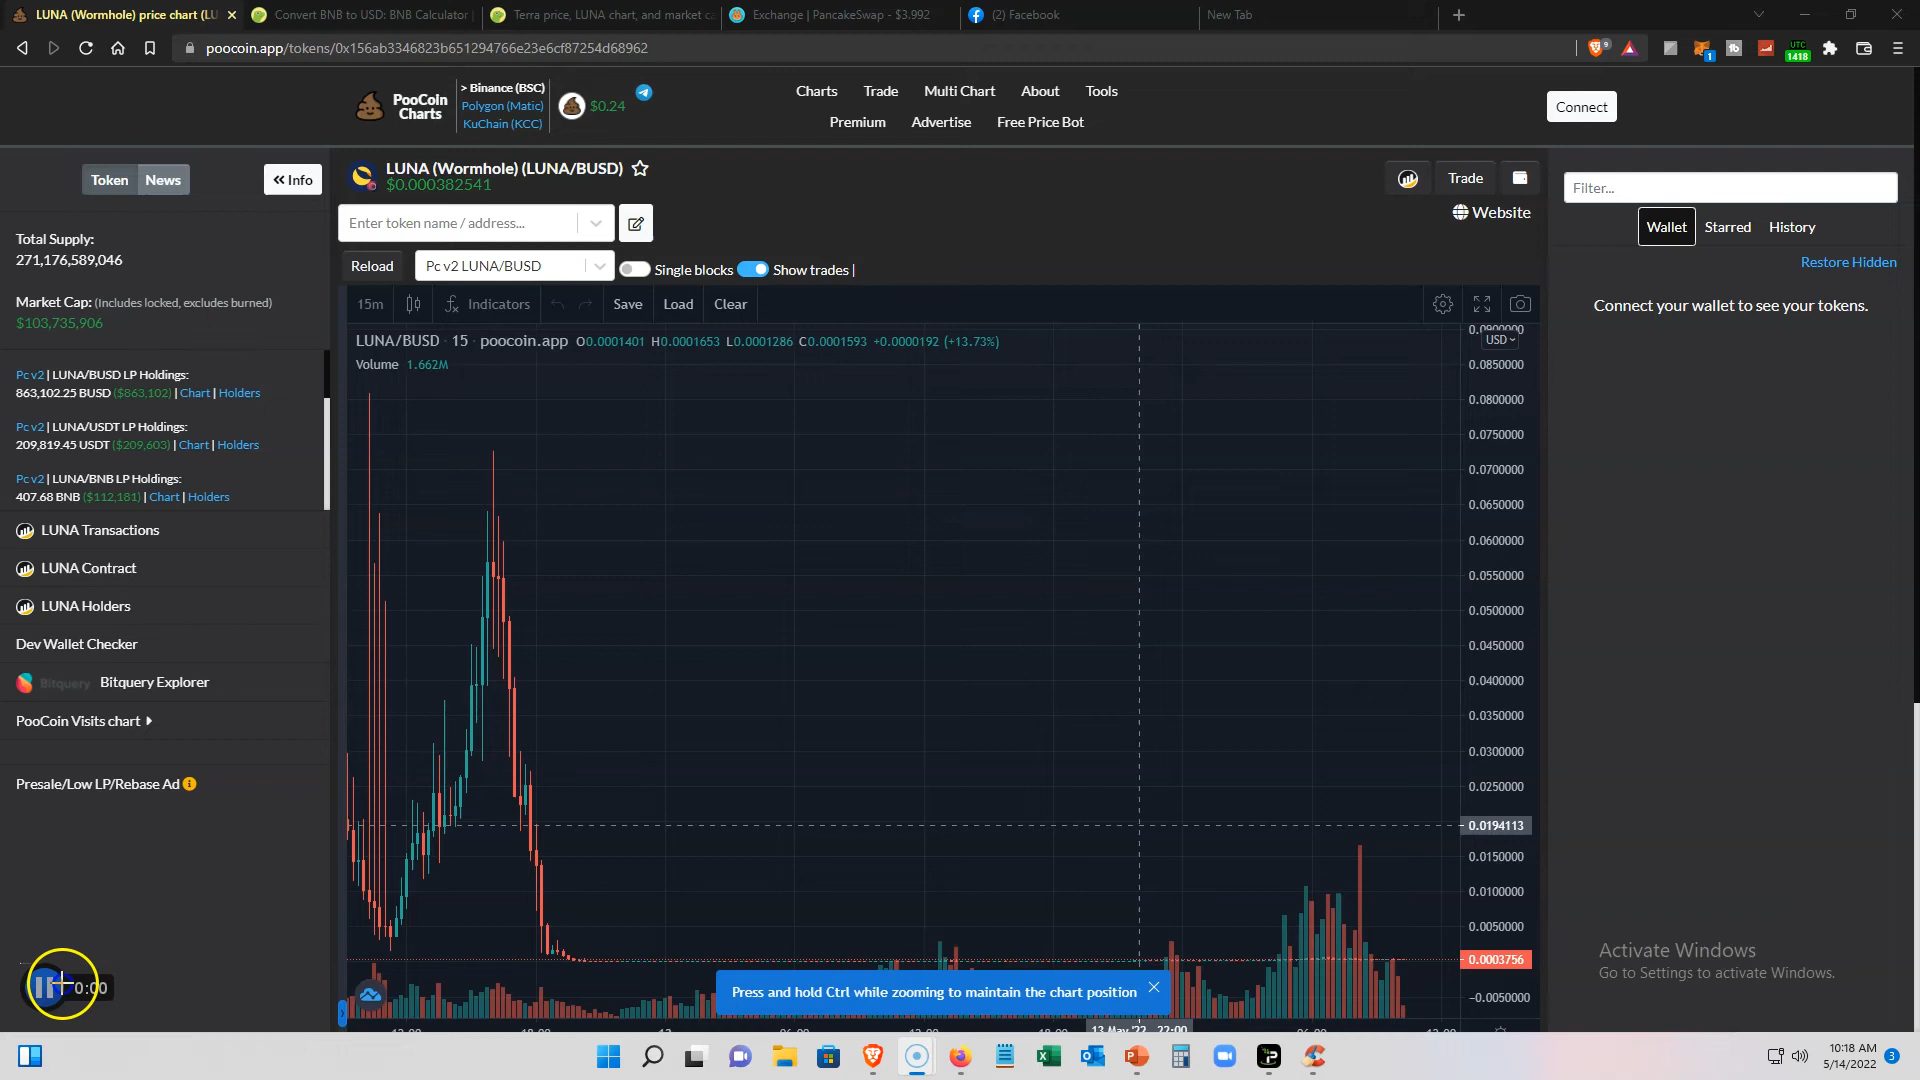 LUNA (Wormhole) price chart (LU
Convert BNB to USD: BNB Calculator
Terra price, LUNA chart, and market ca
Exchange | PancakeSwap - $3.992
(2) Facebook
New Tab
poocoin.app/tokens/0x156ab3346823b651294766e23e6cf87254d68962
9
1
UTC
1418
PooCoin
Charts
> Binance (BSC)
Polygon (Matic)
KuChain (KCC)
$0.24
Charts
Trade
Multi Chart
About
Tools
Premium
Advertise
Free Price Bot
Connect
Token
News
Info
Total Supply:
271,176,589,046
Market Cap: (Includes locked, excludes burned)
$103,735,906
Pc v2 | LUNA/BUSD LP Holdings:
863,102.25 BUSD ($863,102) | Chart | Holders
Pc v2 | LUNA/USDT LP Holdings:
209,819.45 USDT ($209,603) | Chart | Holders
Pc v2 | LUNA/BNB LP Holdings:
407.68 BNB ($112,181) | Chart | Holders
LUNA Transactions
LUNA Contract
LUNA Holders
Dev Wallet Checker
Bitquery Bitquery Explorer
PooCoin Visits chart
Presale/Low LP/Rebase Ad
0:00
LUNA (Wormhole) (LUNA/BUSD)
$0.000382541
Trade
Website
Enter token name / address...
Reload
Pc v2 LUNA/BUSD
Single blocks
Show trades |
15m
Indicators
Save
Load
Clear
LUNA/BUSD · 15 · poocoin.app O0.0001401 H0.0001653 L0.0001286 C0.0001593 +0.0000192 (+13.73%)
Volume 1.662M
0.0900000
USD
0.0850000
0.0800000
0.0750000
0.0700000
0.0650000
0.0600000
0.0550000
0.0500000
0.0450000
0.0400000
0.0350000
0.0300000
0.0250000
0.0194113
0.0150000
0.0100000
0.0050000
0.0003756
-0.0050000
Press and hold Ctrl while zooming to maintain the chart position
13 May '22 22:00
Filter...
Wallet
Starred
History
Restore Hidden
Connect your wallet to see your tokens.
Activate Windows
Go to Settings to activate Windows.
10:18 AM
5/14/2022
3